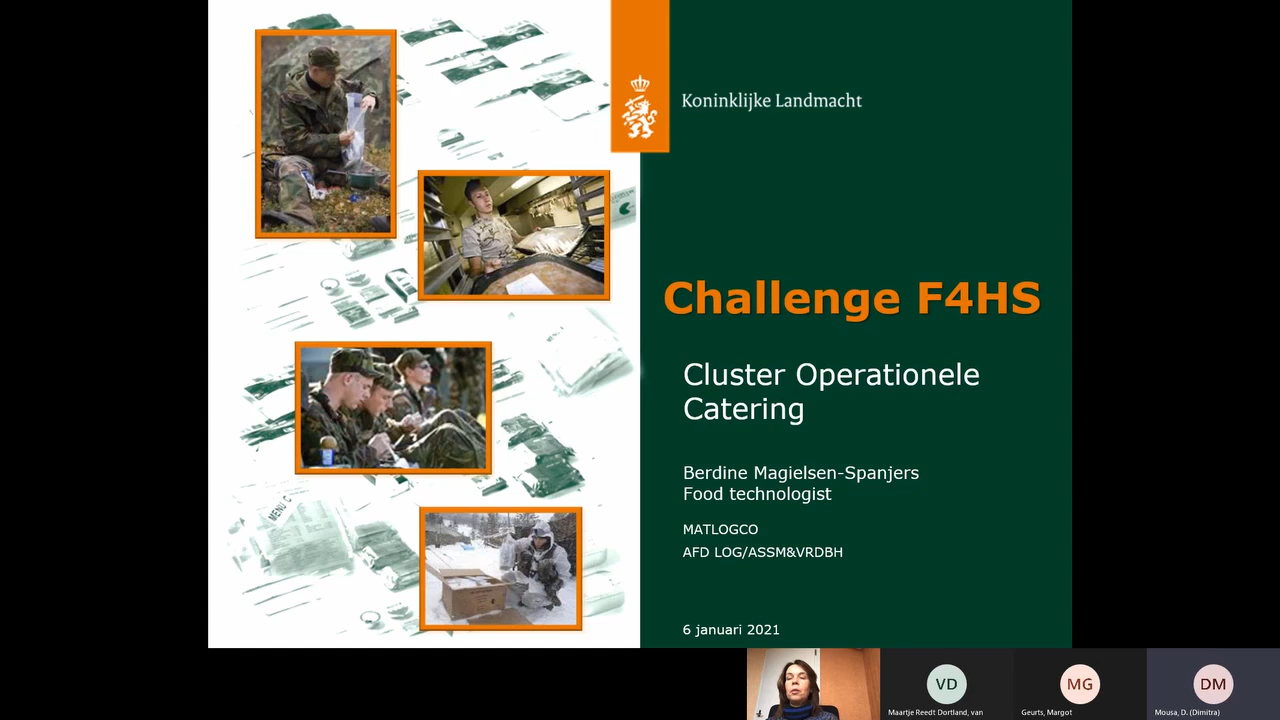 Koninklijke Landmacht
Challenge F4HS
Cluster Operationele
Catering
Berdine Magielsen-Spanjers
Food technologist
MATLOGCO
AFD LOG/ASSM&VRDBH
6 januari 2021
MENU C
VD
MG
DM
Maartje Reedt Dortland, van
Geurts, Margot
Mousa, D. (Dimitra)